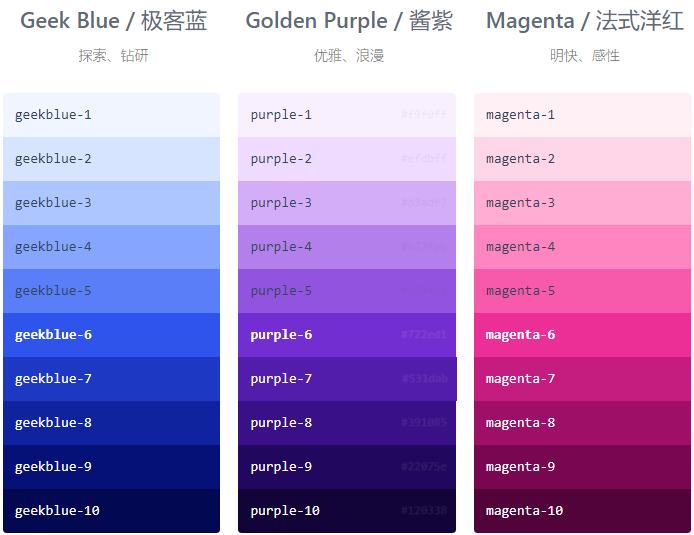 Geek Blue / 极客蓝
探索、钻研
geekblue-1
geekblue-2
geekblue-3
geekblue-4
geekblue-5
geekblue-6
geekblue-7
geekblue-8
geekblue-9
geekblue-10
Golden Purple / 酱紫
优雅、浪漫
purple-1 #f9f0ff
purple-2 #efdbff
purple-3 #d3adf7
purple-4
purple-5
purple-6 #722ed1
purple-7 #531dab
purple-8 #391085
purple-9 #22075e
purple-10 #120338
Magenta / 法式洋红
明快、感性
magenta-1
magenta-2
magenta-3
magenta-4
magenta-5
magenta-6
magenta-7
magenta-8
magenta-9
magenta-10